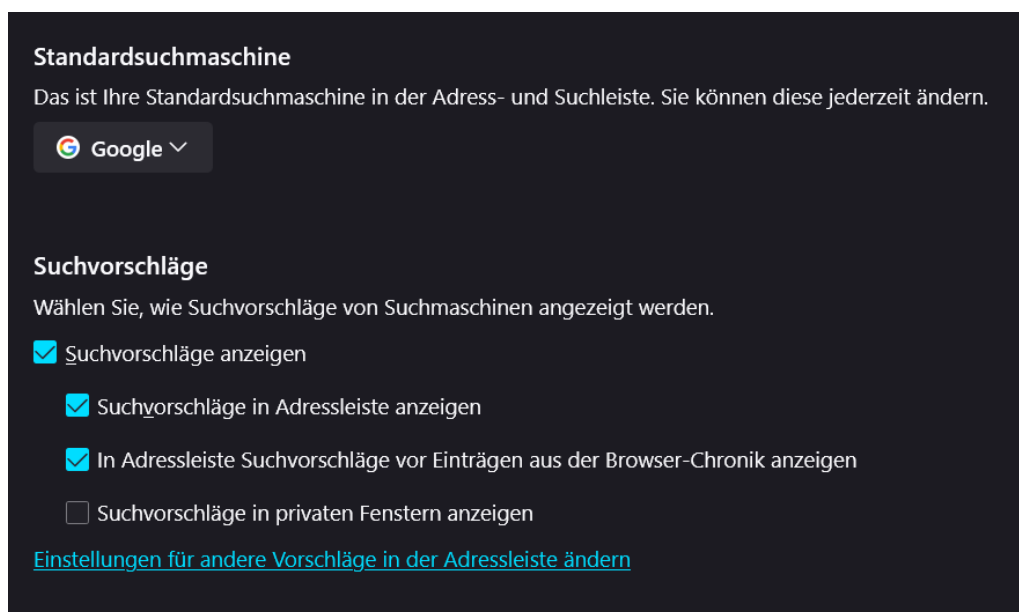 Standardsuchmaschine
Das ist Ihre Standardsuchmaschine in der Adress- und Suchleiste. Sie können diese jederzeit ändern.
Google
Suchvorschläge
Wählen Sie, wie Suchvorschläge von Suchmaschinen angezeigt werden.
Suchvorschläge anzeigen
Suchvorschläge in Adressleiste anzeigen
In Adressleiste Suchvorschläge vor Einträgen aus der Browser-Chronik anzeigen
Suchvorschläge in privaten Fenstern anzeigen
Einstellungen für andere Vorschläge in der Adressleiste ändern